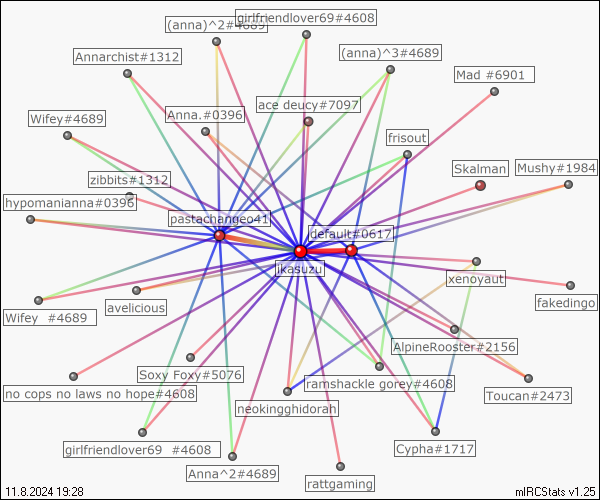 (anna)^2#4689
girlfriendlover69#4608
Annarchist#1312
(anna)^3#4689
Mad #6901
ace deucy#7097
Wifey#4689
Anna.#0396
frisout
Skalman
Mushy#1984
zibbits#1312
hypomanianna#0396
pastachangeo41
default#0617
jikasuzu
xenoyaut
fakedingo
avelicious
Wifey  #4689
AlpineRooster#2156
Soxy Foxy#5076
ramshackle gorey#4608
no cops no laws no hope#4608
Toucan#2473
neokingghidorah
girlfriendlover69  #4608
Cypha#1717
Anna^2#4689
rattgaming
11.8.2024 19:28
mIRCStats v1.25